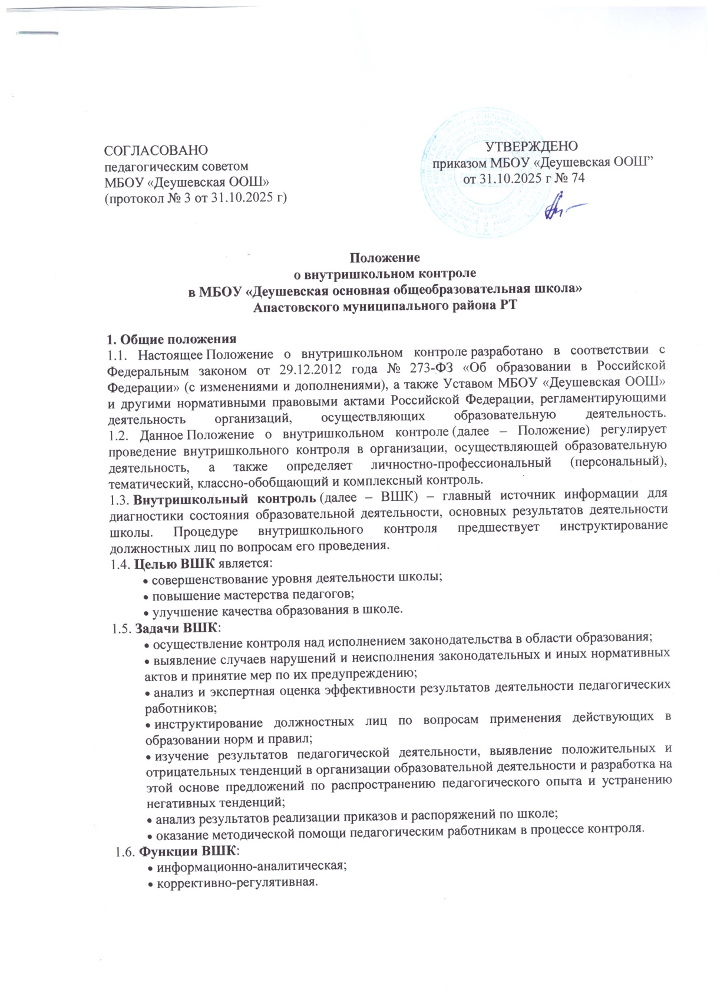 СОГЛАСОВАНО
педагогическим советом
МБОУ «Деушевская ООШ»
(протокол № 3 от 31.10.2025 г)
УТВЕРЖДЕНО
приказом МБОУ «Деушевская ООШ”
от 31.10.2025 г № 74
Положение
о внутришкольном контроле
в МБОУ «Деушевская основная общеобразовательная школа»
Апастовского муниципального района РТ
1. Общие положения
1.1. Настоящее Положение о внутришкольном контроле разработано в соответствии с
Федеральным законом от 29.12.2012 года № 273-ФЗ «Об образовании в Российской
Федерации» (с изменениями и дополнениями), а также Уставом МБОУ «Деушевская ООШ»
и другими нормативными правовыми актами Российской Федерации, регламентирующими
деятельность организаций, осуществляющих образовательную деятельность.
1.2. Данное Положение о внутришкольном контроле (далее – Положение) регулирует
проведение внутришкольного контроля в организации, осуществляющей образовательную
деятельность, а также определяет личностно-профессиональный (персональный),
тематический, классно-обобщающий и комплексный контроль.
1.3. Внутришкольный контроль (далее – ВШК) – главный источник информации для
диагностики состояния образовательной деятельности, основных результатов деятельности
школы. Процедуре внутришкольного контроля предшествует инструктирование
должностных лиц по вопросам его проведения.
1.4. Целью ВШК является:
• совершенствование уровня деятельности школы;
• повышение мастерства педагогов;
• улучшение качества образования в школе.
1.5. Задачи ВШК:
• осуществление контроля над исполнением законодательства в области образования;
• выявление случаев нарушений и неисполнения законодательных и иных нормативных
актов и принятие мер по их предупреждению;
• анализ и экспертная оценка эффективности результатов деятельности педагогических
работников;
• инструктирование должностных лиц по вопросам применения действующих в
образовании норм и правил;
• изучение результатов педагогической деятельности, выявление положительных и
отрицательных тенденций в организации образовательной деятельности и разработка на
этой основе предложений по распространению педагогического опыта и устранению
негативных тенденций;
• анализ результатов реализации приказов и распоряжений по школе;
• оказание методической помощи педагогическим работникам в процессе контроля.
1.6. Функции ВШК:
• информационно-аналитическая;
• коррективно-регулятивная.